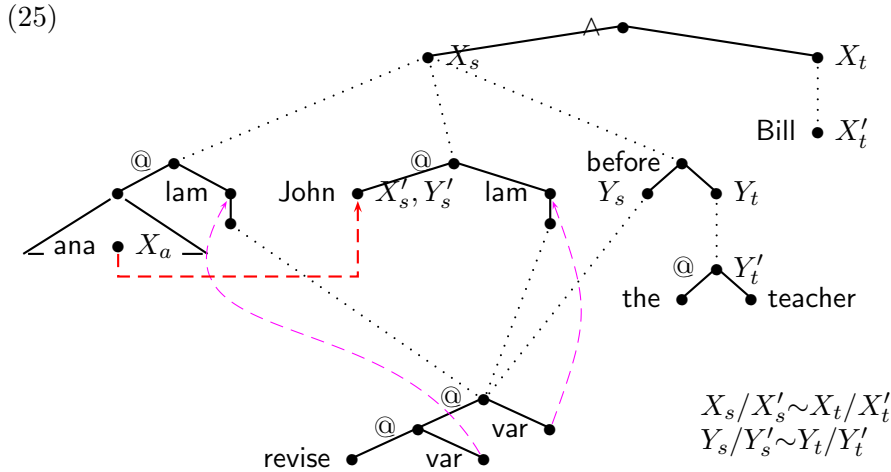 (25)
∧
X_s X_t
Bill X'_t
@ @ before
lam John X'_s, Y'_s lam Y_s Y_t
_ ana X_a _
@ Y'_t
the teacher
@
@ var
revise var
X_s/X'_s~X_t/X'_t
Y_s/Y'_s~Y_t/Y'_t